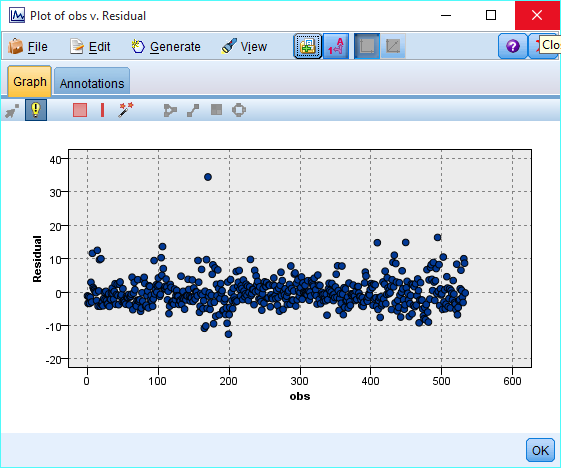 Plot of obs v. Residual
File Edit Generate View
Clo
Graph Annotations
40
30
20
10
0
-10
-20
Residual
0 100 200 300 400 500 600
obs
OK